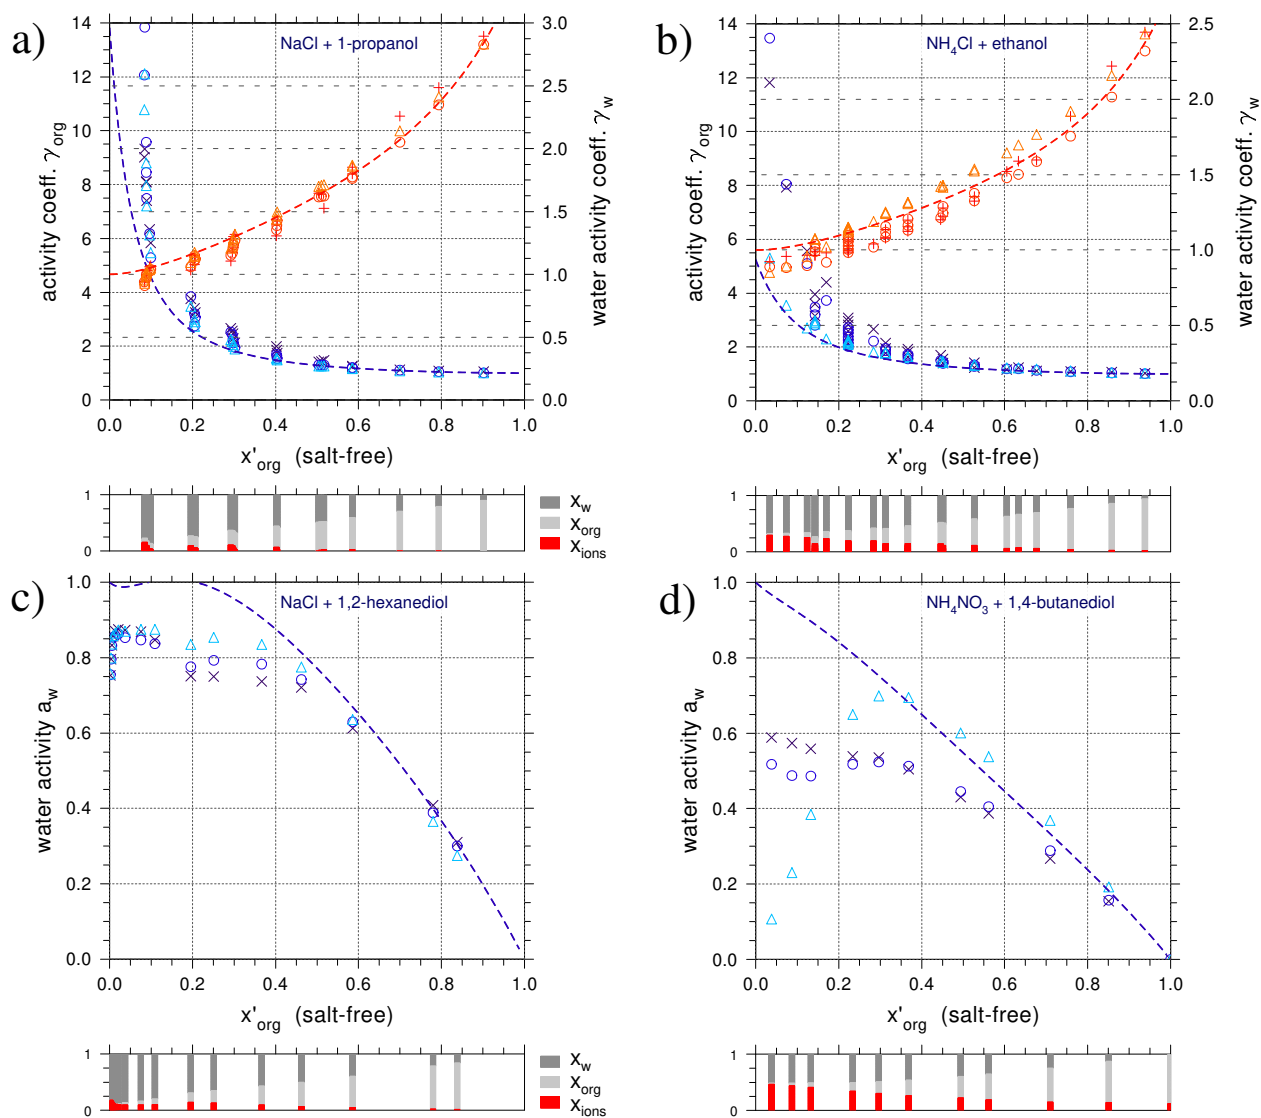 a)
NaCl + 1-propanol
14
12
10
8
6
4
2
0
3.0
2.5
2.0
1.5
1.0
0.5
0.0
activity coeff. γorg
water activity coeff. γw
0.0 0.2 0.4 0.6 0.8 1.0
x'org (salt-free)
1
0
xw
xorg
xions
b)
NH4Cl + ethanol
14
12
10
8
6
4
2
0
2.5
2.0
1.5
1.0
0.5
0.0
activity coeff. γorg
water activity coeff. γw
0.0 0.2 0.4 0.6 0.8 1.0
x'org (salt-free)
1
0
c)
NaCl + 1,2-hexanediol
1.0
0.8
0.6
0.4
0.2
0.0
water activity aw
0.0 0.2 0.4 0.6 0.8 1.0
x'org (salt-free)
1
0
xw
xorg
xions
d)
NH4NO3 + 1,4-butanediol
1.0
0.8
0.6
0.4
0.2
0.0
water activity aw
0.0 0.2 0.4 0.6 0.8 1.0
x'org (salt-free)
1
0